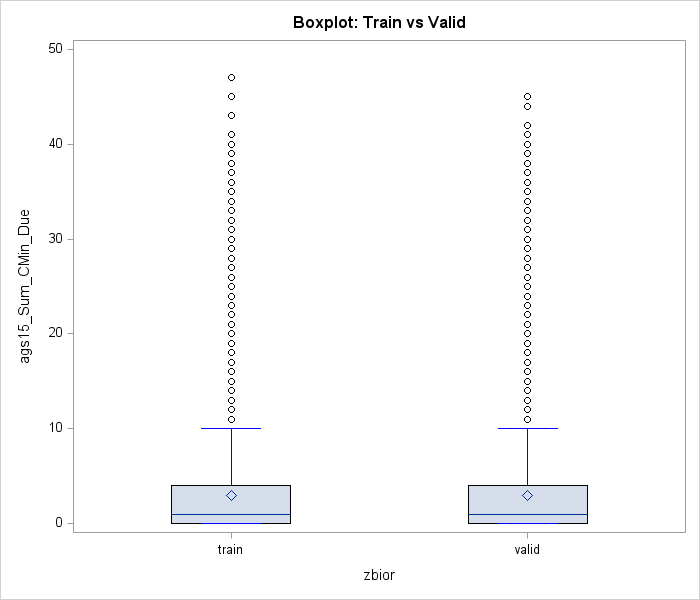 Boxplot: Train vs Valid
50
40
30
20
10
0
ags15_Sum_CMin_Due
train
valid
zbior